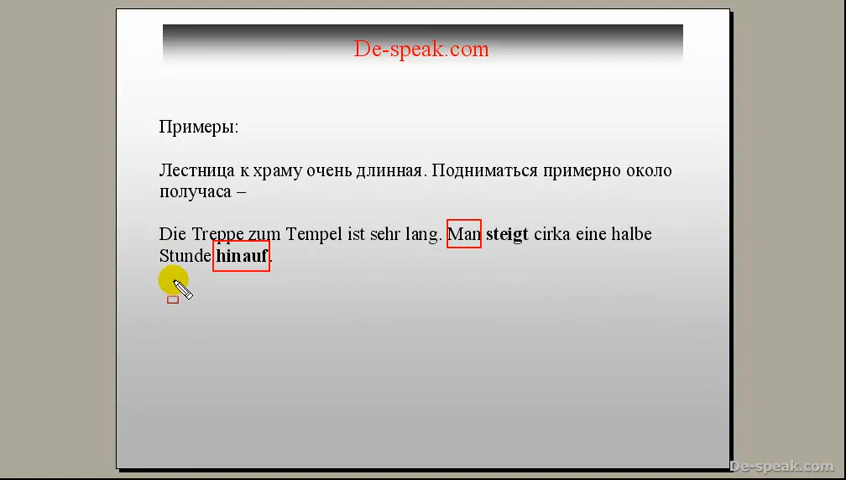 De-speak.com
Примеры:
Лестница к храму очень длинная. Подниматься примерно около
получаса –
Die Treppe zum Tempel ist sehr lang. Man steigt cirka eine halbe
Stunde hinauf.
De-speak.com